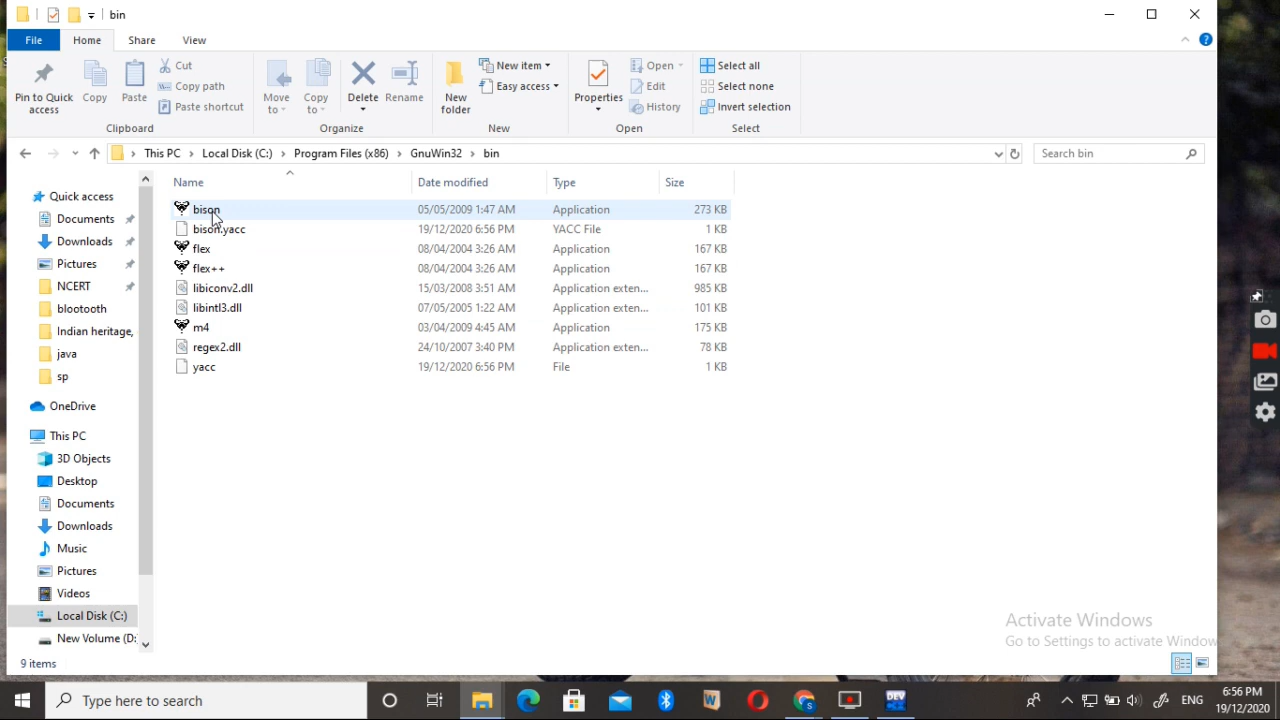 bin
File Home Share View
Pin to Quick access
Copy
Paste
Cut
Copy path
Paste shortcut
Clipboard
Move to
Copy to
Delete
Rename
Organize
New folder
New item
Easy access
New
Properties
Open
Edit
History
Open
Select all
Select none
Invert selection
Select
This PC > Local Disk (C:) > Program Files (x86) > GnuWin32 > bin
Search bin
Quick access
Documents
Downloads
Pictures
NCERT
blootooth
Indian heritage,
java
sp
OneDrive
This PC
3D Objects
Desktop
Documents
Downloads
Music
Pictures
Videos
Local Disk (C:)
New Volume (D:
Name Date modified Type Size
bison 05/05/2009 1:47 AM Application 273 KB
bison.yacc 19/12/2020 6:56 PM YACC File 1 KB
flex 08/04/2004 3:26 AM Application 167 KB
flex++ 08/04/2004 3:26 AM Application 167 KB
libiconv2.dll 15/03/2008 3:51 AM Application exten... 985 KB
libintl3.dll 07/05/2005 1:22 AM Application exten... 101 KB
m4 03/04/2009 4:45 AM Application 175 KB
regex2.dll 24/10/2007 3:40 PM Application exten... 78 KB
yacc 19/12/2020 6:56 PM File 1 KB
Activate Windows
Go to Settings to activate Window
9 items
Type here to search
ENG
6:56 PM
19/12/2020